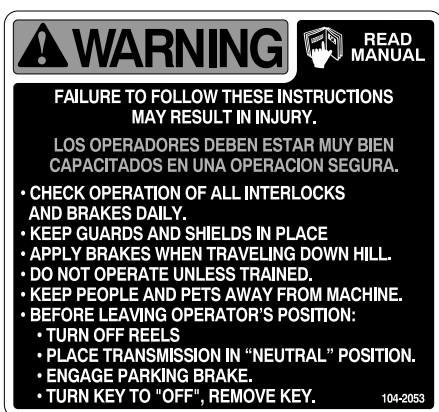 WARNING
READ
MANUAL
FAILURE TO FOLLOW THESE INSTRUCTIONS
MAY RESULT IN INJURY.
LOS OPERADORES DEBEN ESTAR MUY BIEN
CAPACITADOS EN UNA OPERACION SEGURA.
• CHECK OPERATION OF ALL INTERLOCKS
AND BRAKES DAILY.
• KEEP GUARDS AND SHIELDS IN PLACE
• APPLY BRAKES WHEN TRAVELING DOWN HILL.
• DO NOT OPERATE UNLESS TRAINED.
• KEEP PEOPLE AND PETS AWAY FROM MACHINE.
• BEFORE LEAVING OPERATOR'S POSITION:
• TURN OFF REELS
• PLACE TRANSMISSION IN “NEUTRAL” POSITION.
• ENGAGE PARKING BRAKE.
• TURN KEY TO "OFF", REMOVE KEY.
104-2053